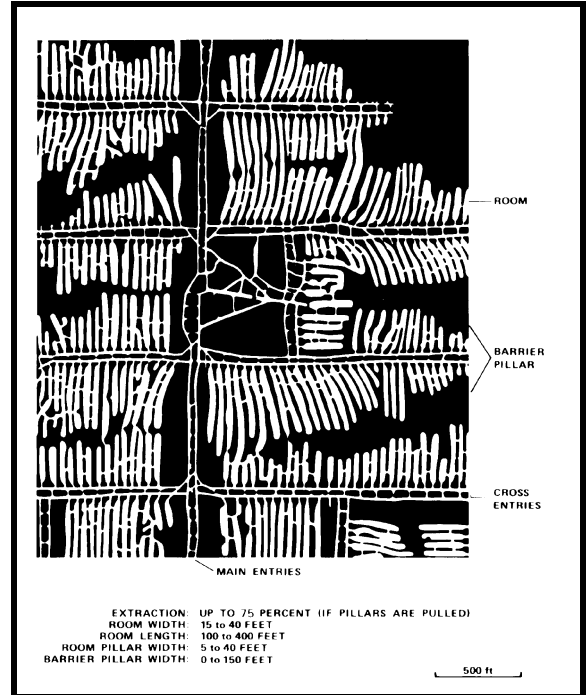 ROOM
BARRIER
PILLAR
CROSS
ENTRIES
MAIN ENTRIES
EXTRACTION: UP TO 75 PERCENT (IF PILLARS ARE PULLED)
ROOM WIDTH: 15 to 40 FEET
ROOM LENGTH: 100 to 400 FEET
ROOM PILLAR WIDTH: 5 to 40 FEET
BARRIER PILLAR WIDTH: 0 to 150 FEET
500 ft